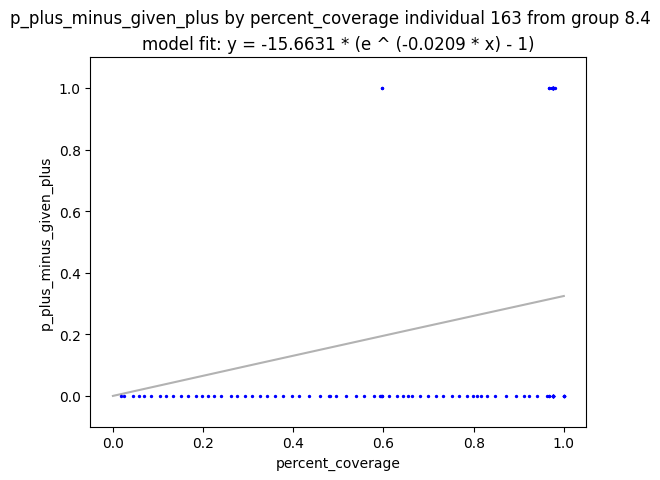 p_plus_minus_given_plus by percent_coverage individual 163 from group 8.4
model fit: y = -15.6631 * (e ^ (-0.0209 * x) - 1)
1.0
0.8
0.6
0.4
0.2
0.0
p_plus_minus_given_plus
0.0 0.2 0.4 0.6 0.8 1.0
percent_coverage